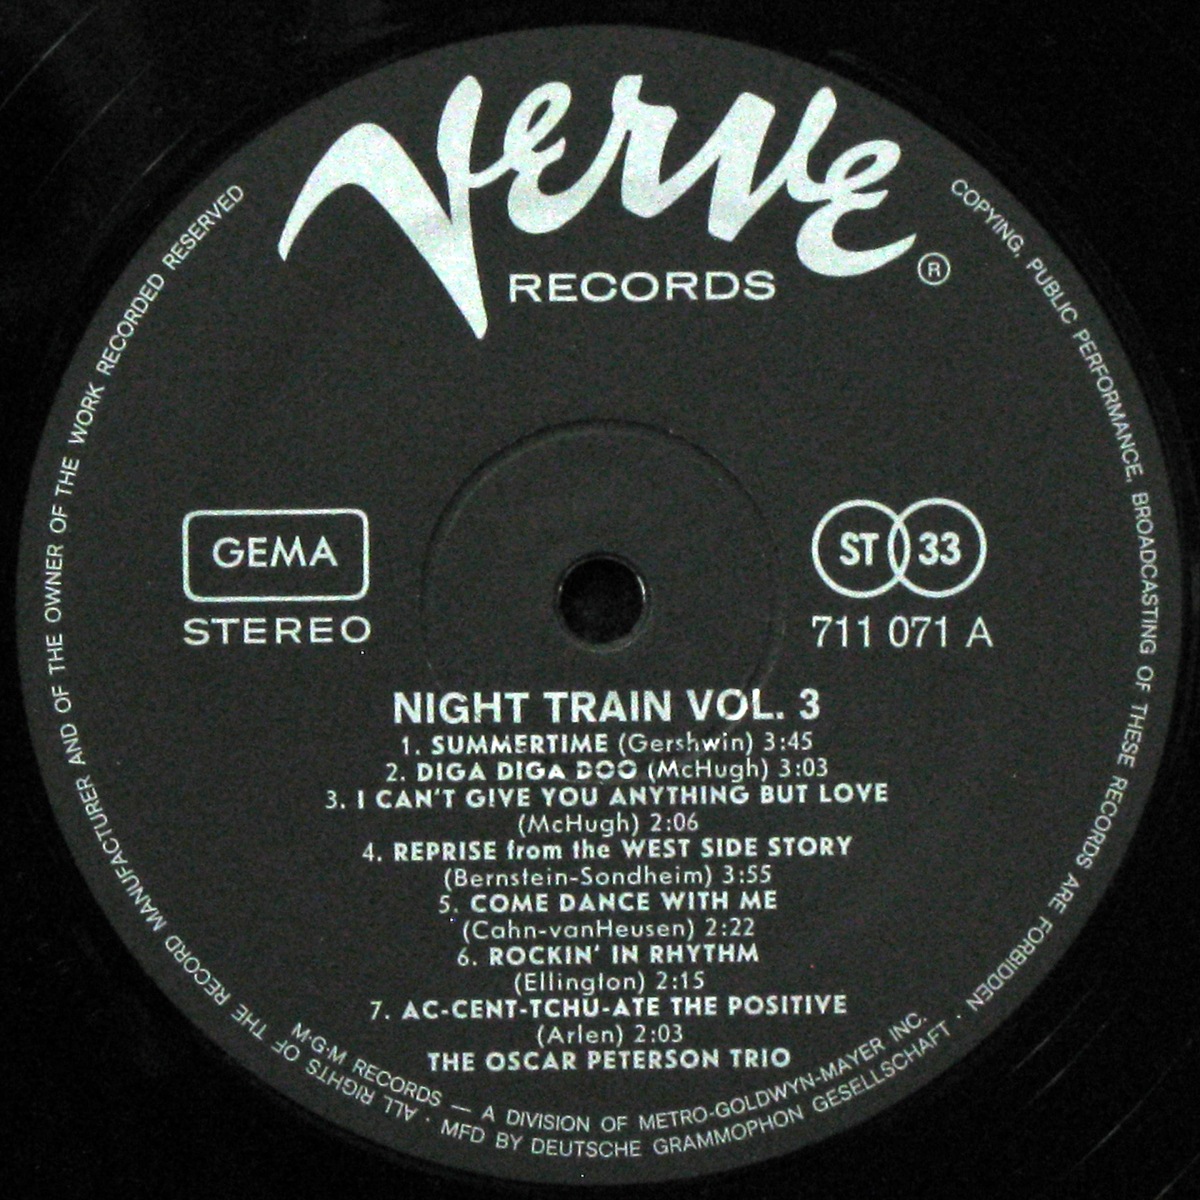 Verve
RECORDS
®
GEMA
STEREO
ST 33
711 071 A
NIGHT TRAIN VOL. 3
1. SUMMERTIME (Gershwin) 3:45
2. DIGA DIGA DOO (McHugh) 3:03
3. I CAN'T GIVE YOU ANYTHING BUT LOVE
(McHugh) 2:06
4. REPRISE from the WEST SIDE STORY
(Bernstein-Sondheim) 3:55
5. COME DANCE WITH ME
(Cahn-vanHeusen) 2:22
6. ROCKIN' IN RHYTHM
(Ellington) 2:15
7. AC-CENT-TCHU-ATE THE POSITIVE
(Arlen) 2:03
THE OSCAR PETERSON TRIO
M·G·M RECORDS — A DIVISION OF METRO-GOLDWYN-MAYER INC.
MFD BY DEUTSCHE GRAMMOPHON GESELLSCHAFT · ALL RIGHTS OF THE RECORD MANUFACTURER AND OF THE OWNER OF THE WORK RECORDED RESERVED
COPYING, PUBLIC PERFORMANCE, BROADCASTING OF THESE RECORDS ARE FORBIDDEN ·